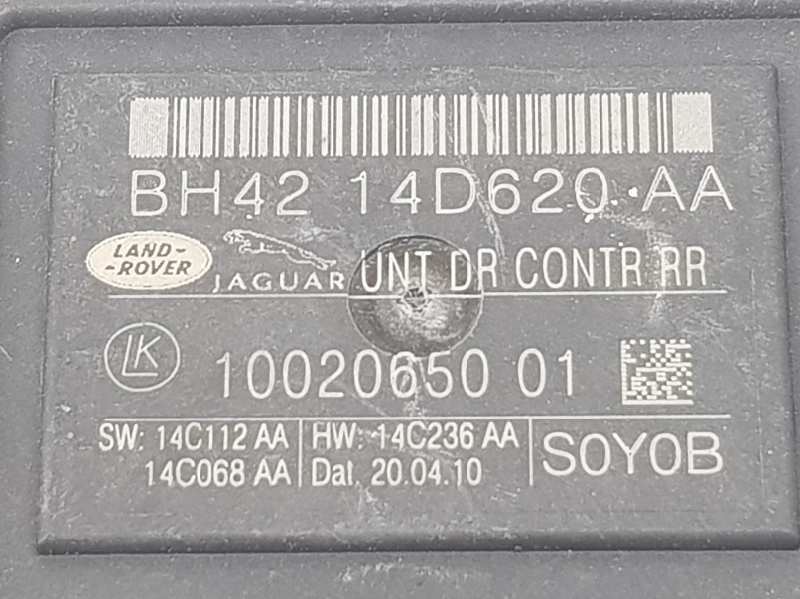 BH42 14D620 AA
LAND-
-ROVER
JAGUAR UNT DR CONTR RR
LK 10020650 01
SW: 14C112 AA HW: 14C236 AA
14C068 AA Dat. 20.04.10
S0Y0B